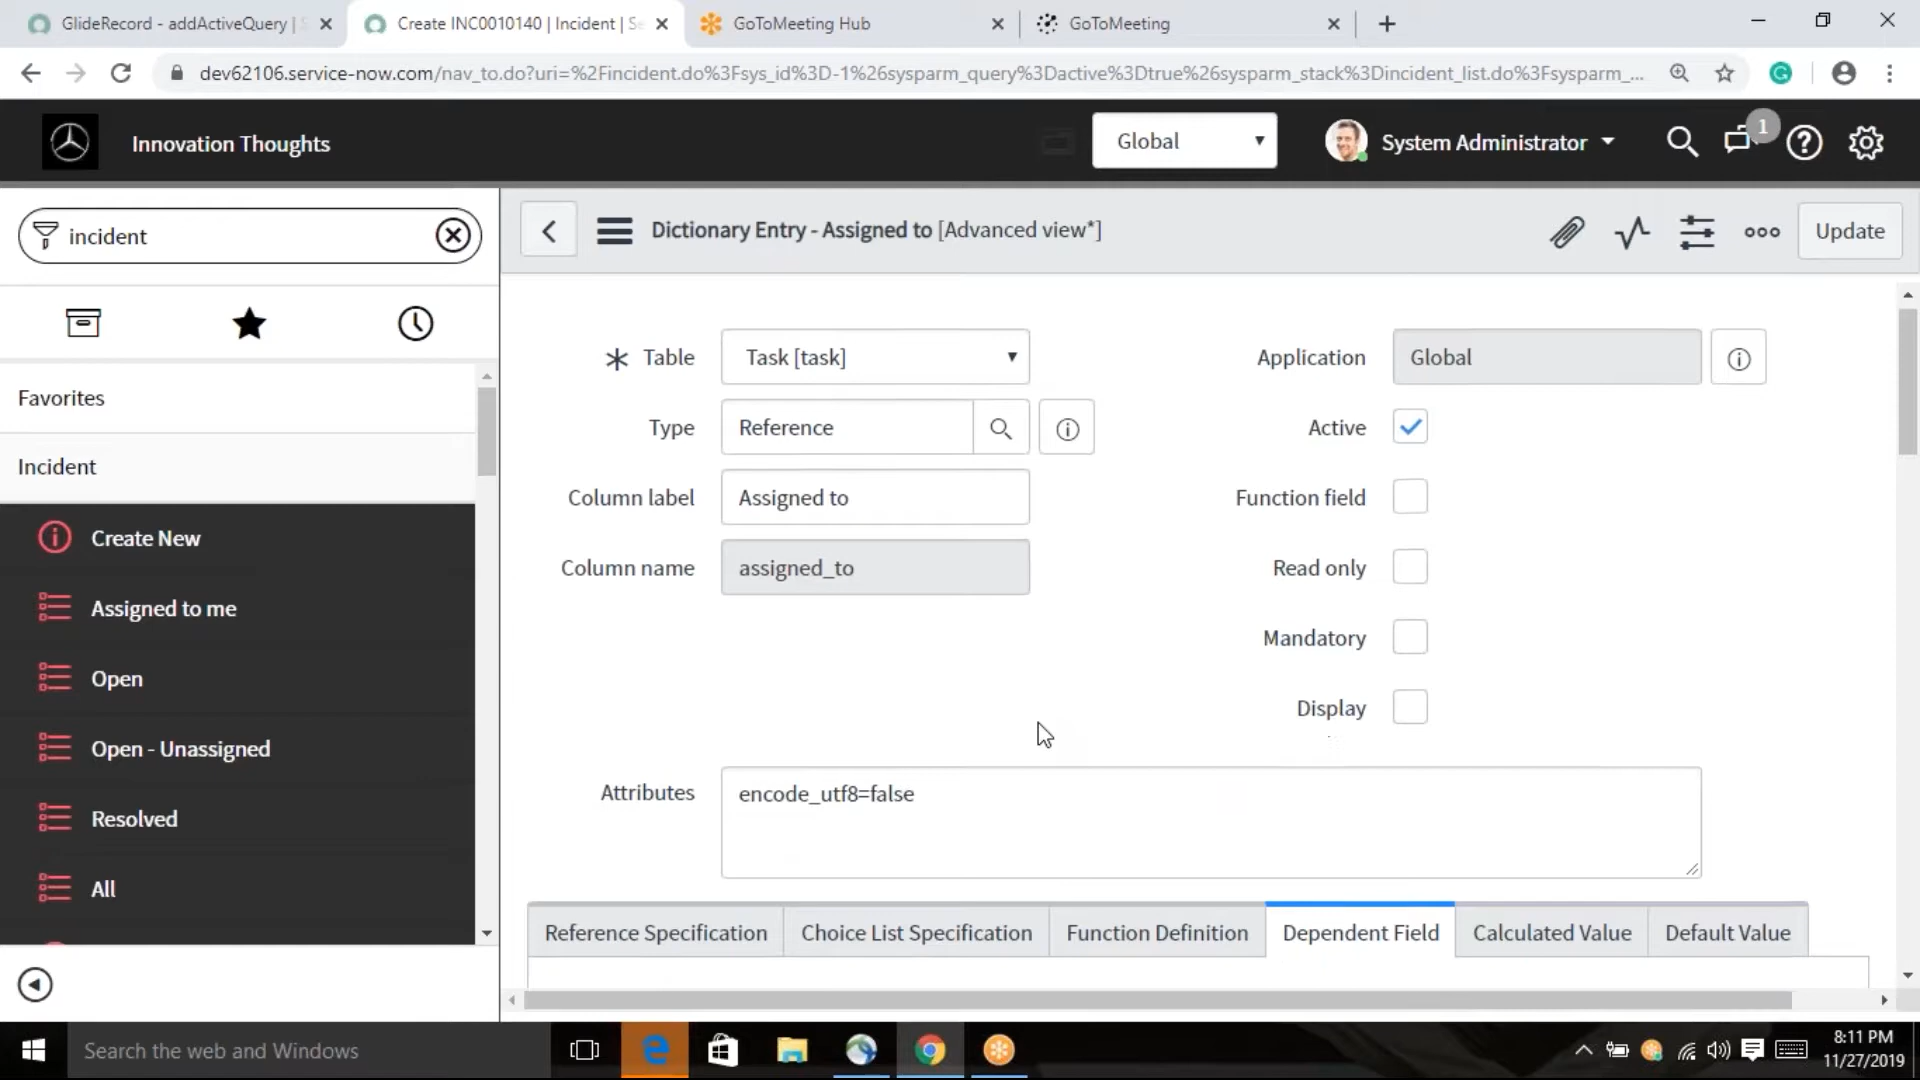 GlideRecord - addActiveQuery | S
Create INC0010140 | Incident | Se
GoToMeeting Hub
GoToMeeting
dev62106.service-now.com/nav_to.do?uri=%2Fincident.do%3Fsys_id%3D-1%26sysparm_query%3Dactive%3Dtrue%26sysparm_stack%3Dincident_list.do%3Fsysparm_...
Innovation Thoughts
Global
System Administrator
1
incident
Dictionary Entry - Assigned to [Advanced view*]
Update
Favorites
Incident
Create New
Assigned to me
Open
Open - Unassigned
Resolved
All
Table
Task [task]
Application
Global
Type
Reference
Active
Column label
Assigned to
Function field
Column name
assigned_to
Read only
Mandatory
Display
Attributes
encode_utf8=false
Reference Specification
Choice List Specification
Function Definition
Dependent Field
Calculated Value
Default Value
Search the web and Windows
8:11 PM
11/27/2019